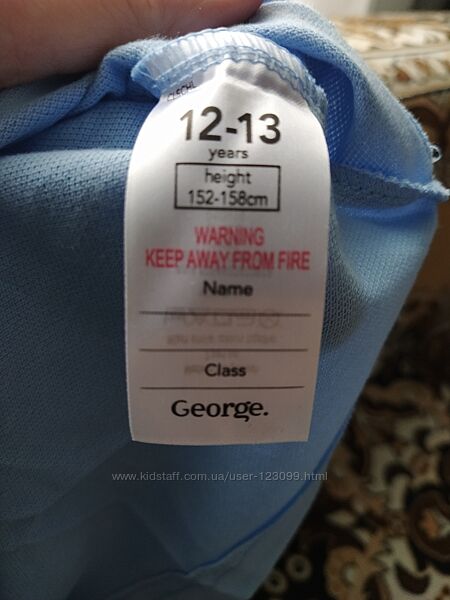 12-13
years
height
152-158cm
WARNING
KEEP AWAY FROM FIRE
Name
Class
George.
www.kidstaff.com.ua/user-123099.html